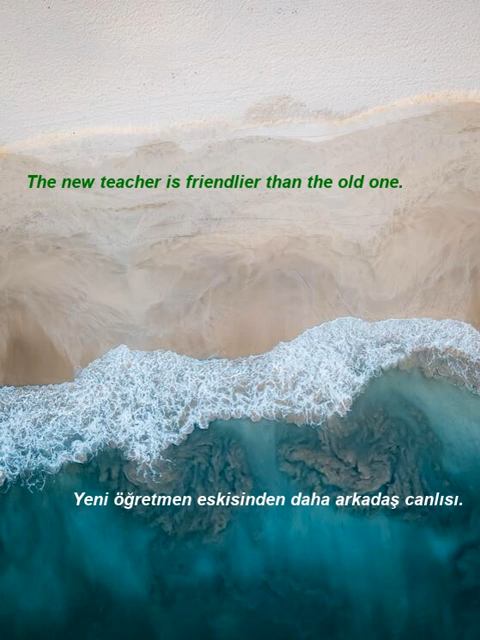 The new teacher is friendlier than the old one.
Yeni öğretmen eskisinden daha arkadaş canlısı.